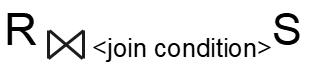 R ⋈ <join condition> S